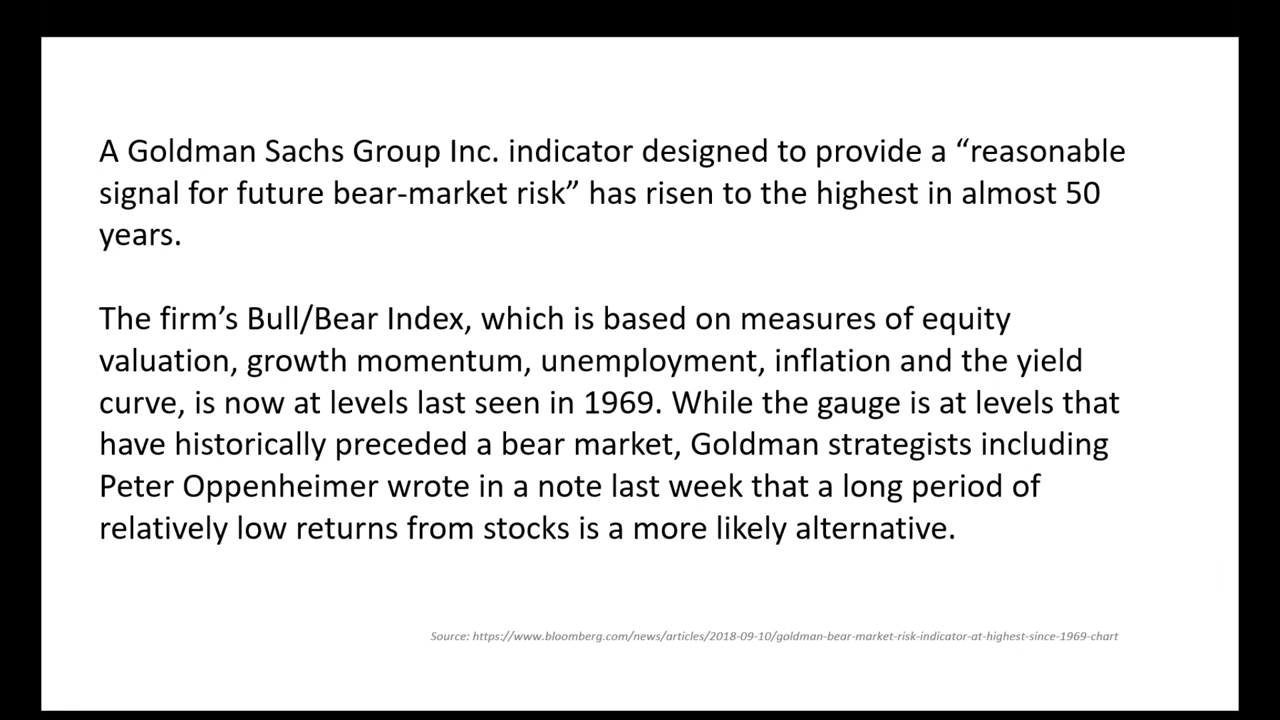 A Goldman Sachs Group Inc. indicator designed to provide a “reasonable
signal for future bear-market risk” has risen to the highest in almost 50
years.
The firm’s Bull/Bear Index, which is based on measures of equity
valuation, growth momentum, unemployment, inflation and the yield
curve, is now at levels last seen in 1969. While the gauge is at levels that
have historically preceded a bear market, Goldman strategists including
Peter Oppenheimer wrote in a note last week that a long period of
relatively low returns from stocks is a more likely alternative.
Source: https://www.bloomberg.com/news/articles/2018-09-10/goldman-bear-market-risk-indicator-at-highest-since-1969-chart